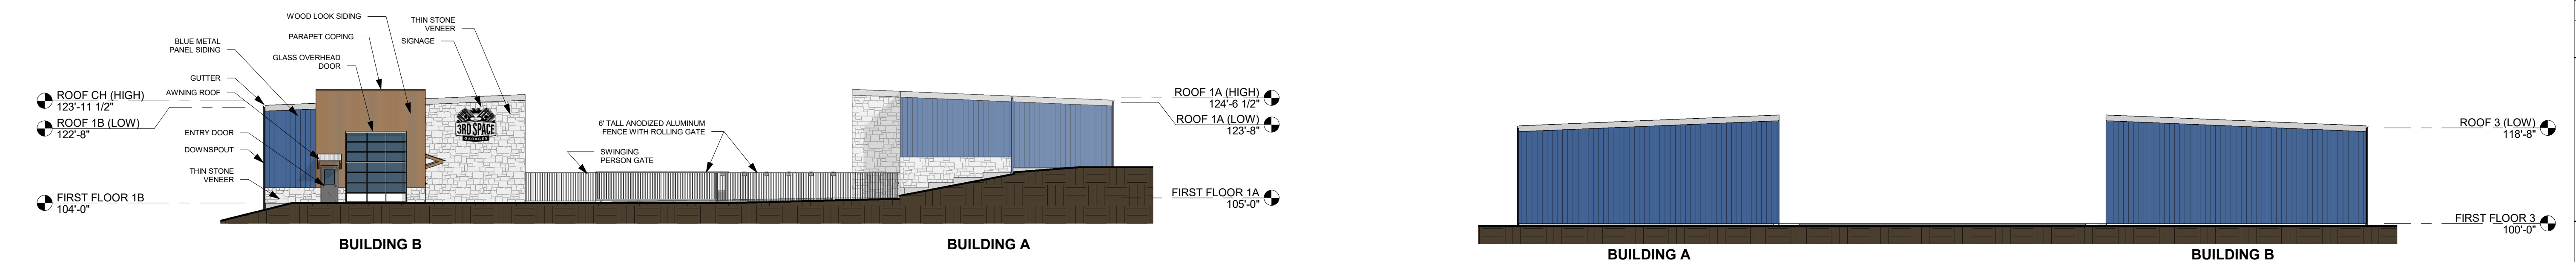 WOOD LOOK SIDING
THIN STONE
VENEER
PARAPET COPING
SIGNAGE
BLUE METAL
PANEL SIDING
GLASS OVERHEAD
DOOR
GUTTER
AWNING ROOF
ROOF CH (HIGH)
123'-11 1/2"
ROOF 1B (LOW)
122'-8"
ENTRY DOOR
DOWNSPOUT
THIN STONE
VENEER
FIRST FLOOR 1B
104'-0"
3RD SPACE
GARAGES
6' TALL ANODIZED ALUMINUM
FENCE WITH ROLLING GATE
SWINGING
PERSON GATE
ROOF 1A (HIGH)
124'-6 1/2"
ROOF 1A (LOW)
123'-8"
FIRST FLOOR 1A
105'-0"
BUILDING B
BUILDING A
ROOF 3 (LOW)
118'-8"
FIRST FLOOR 3
100'-0"
BUILDING A
BUILDING B